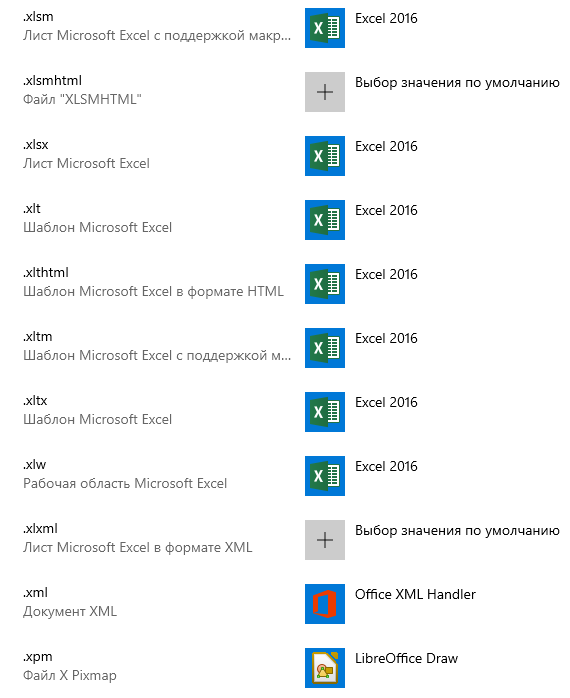 .xlsm
Лист Microsoft Excel с поддержкой макр...
Excel 2016
.xlsmhtml
Файл "XLSMHTML"
Выбор значения по умолчанию
.xlsx
Лист Microsoft Excel
Excel 2016
.xlt
Шаблон Microsoft Excel
Excel 2016
.xlthtml
Шаблон Microsoft Excel в формате HTML
Excel 2016
.xltm
Шаблон Microsoft Excel с поддержкой м...
Excel 2016
.xltx
Шаблон Microsoft Excel
Excel 2016
.xlw
Рабочая область Microsoft Excel
Excel 2016
.xlxml
Лист Microsoft Excel в формате XML
Выбор значения по умолчанию
.xml
Документ XML
Office XML Handler
.xpm
Файл X Pixmap
LibreOffice Draw